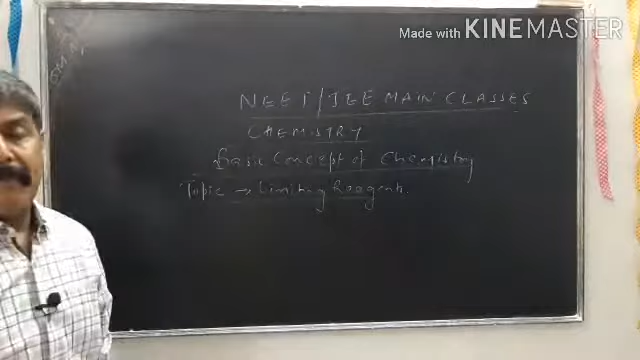 Made with KINEMASTER
NEET/JEE MAIN CLASSES
CHEMISTRY
Basic Concept of Chemistry
Topic → Limiting Reagent.